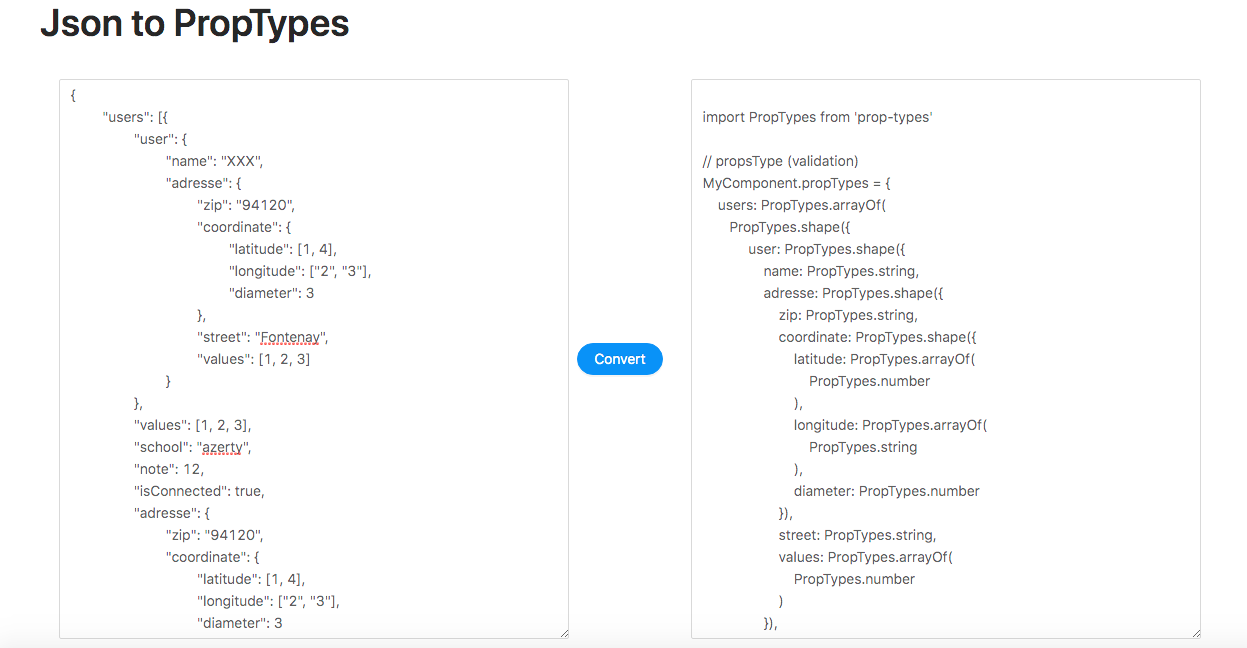 Json to PropTypes
{
"users": [{
"user": {
"name": "XXX",
"adresse": {
"zip": "94120",
"coordinate": {
"latitude": [1, 4],
"longitude": ["2", "3"],
"diameter": 3
},
"street": "Fontenay",
"values": [1, 2, 3]
}
},
"values": [1, 2, 3],
"school": "azerty",
"note": 12,
"isConnected": true,
"adresse": {
"zip": "94120",
"coordinate": {
"latitude": [1, 4],
"longitude": ["2", "3"],
"diameter": 3
Convert
import PropTypes from 'prop-types'
// propsType (validation)
MyComponent.propTypes = {
users: PropTypes.arrayOf(
PropTypes.shape({
user: PropTypes.shape({
name: PropTypes.string,
adresse: PropTypes.shape({
zip: PropTypes.string,
coordinate: PropTypes.shape({
latitude: PropTypes.arrayOf(
PropTypes.number
),
longitude: PropTypes.arrayOf(
PropTypes.string
),
diameter: PropTypes.number
}),
street: PropTypes.string,
values: PropTypes.arrayOf(
PropTypes.number
)
}),